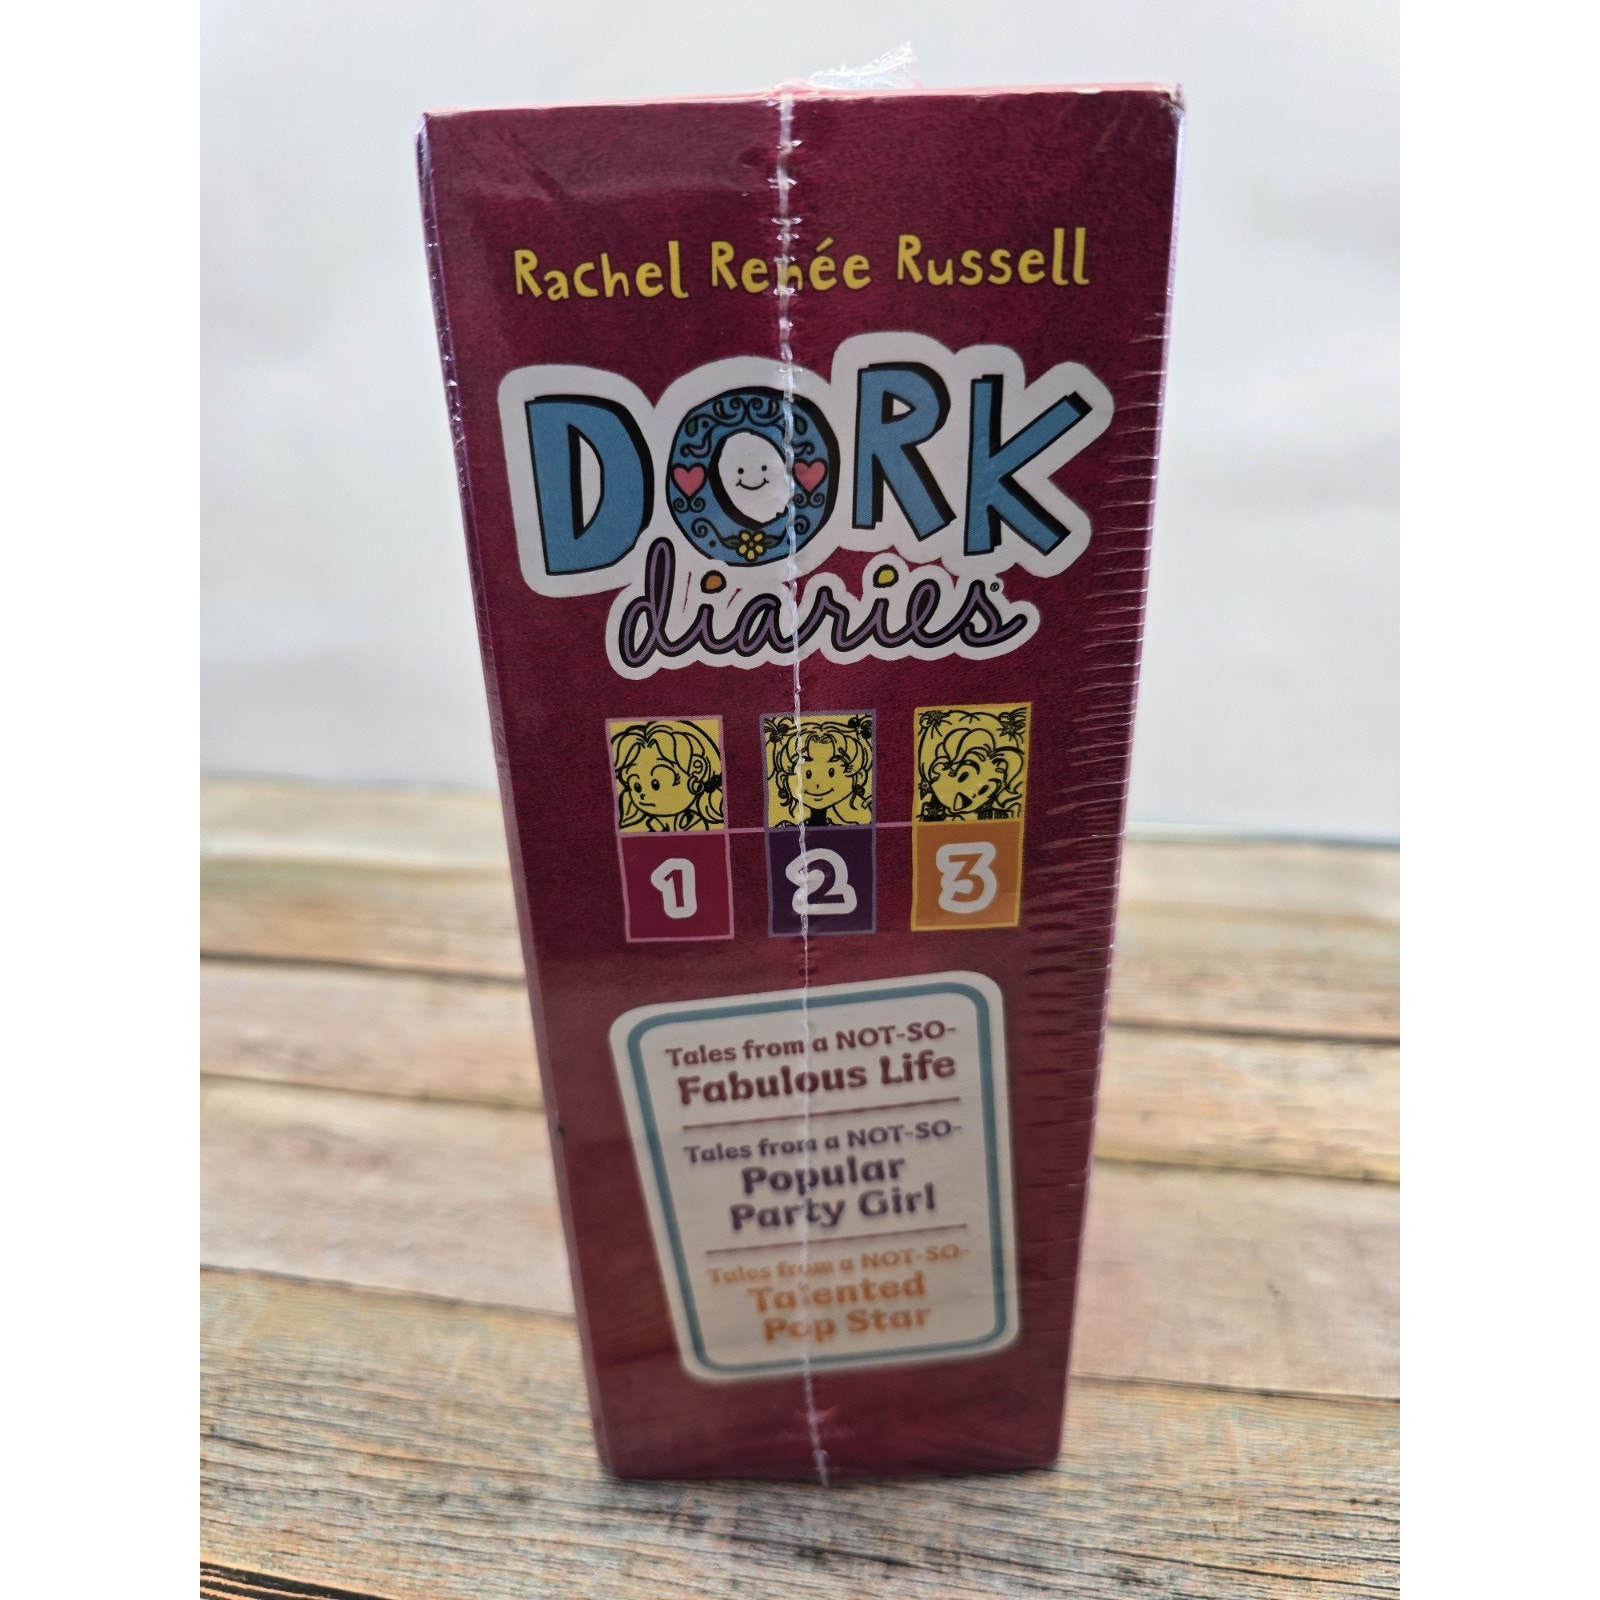 Rachel Renée Russell
DORK
diaries®
1 2 3
Tales from a NOT-SO-
Fabulous Life
Tales from a NOT-SO-
Popular
Party Girl
Tales from a NOT-SO-
Talented
Pop Star